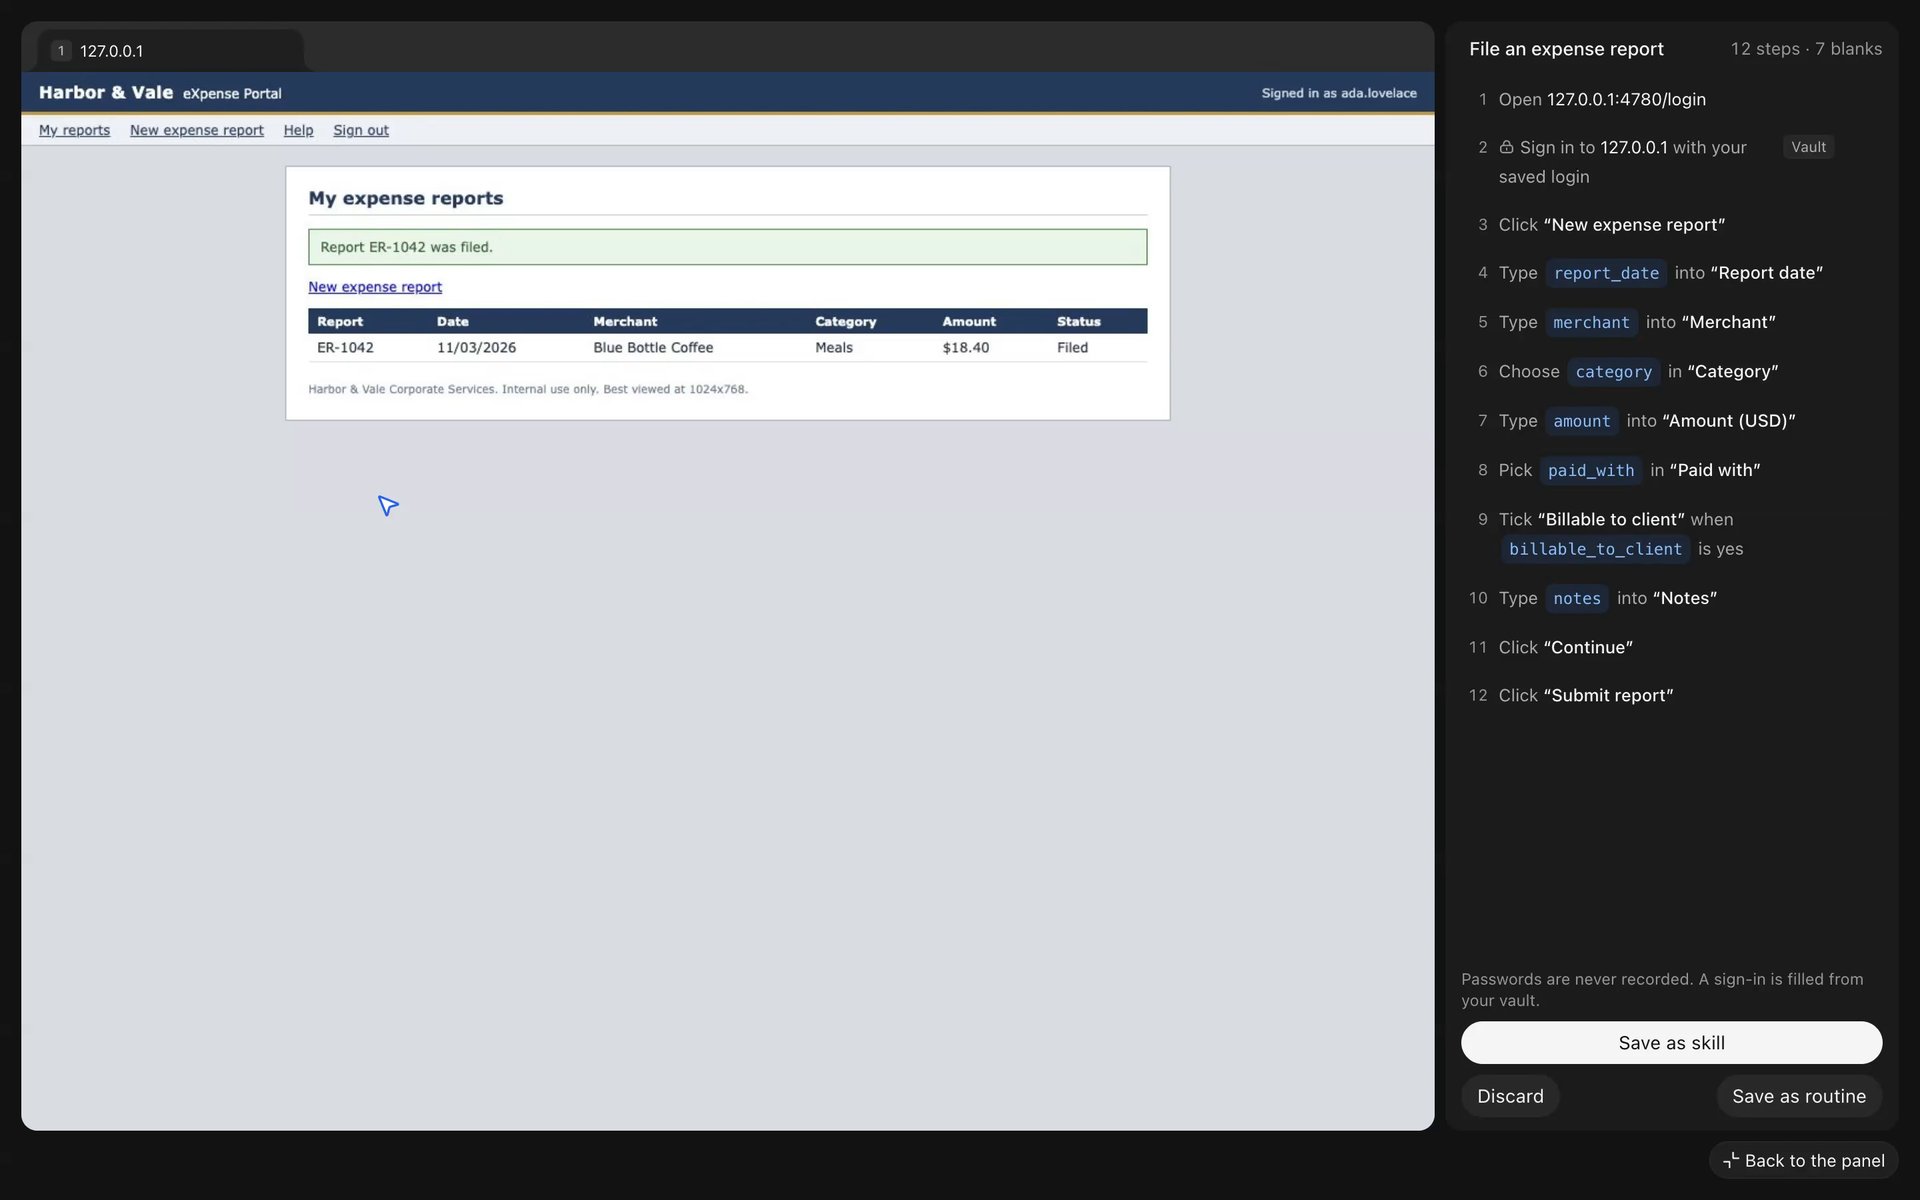 1 127.0.0.1
Harbor & Vale eXpense Portal
Signed in as ada.lovelace
My reports New expense report Help Sign out
My expense reports
Report ER-1042 was filed.
New expense report
Report Date Merchant Category Amount Status
ER-1042 11/03/2026 Blue Bottle Coffee Meals $18.40 Filed
Harbor & Vale Corporate Services. Internal use only. Best viewed at 1024x768.
File an expense report 12 steps · 7 blanks
1 Open 127.0.0.1:4780/login
2 Sign in to 127.0.0.1 with your Vault
saved login
3 Click “New expense report”
4 Type report_date into “Report date”
5 Type merchant into “Merchant”
6 Choose category in “Category”
7 Type amount into “Amount (USD)”
8 Pick paid_with in “Paid with”
9 Tick “Billable to client” when
billable_to_client is yes
10 Type notes into “Notes”
11 Click “Continue”
12 Click “Submit report”
Passwords are never recorded. A sign-in is filled from
your vault.
Save as skill
Discard Save as routine
Back to the panel